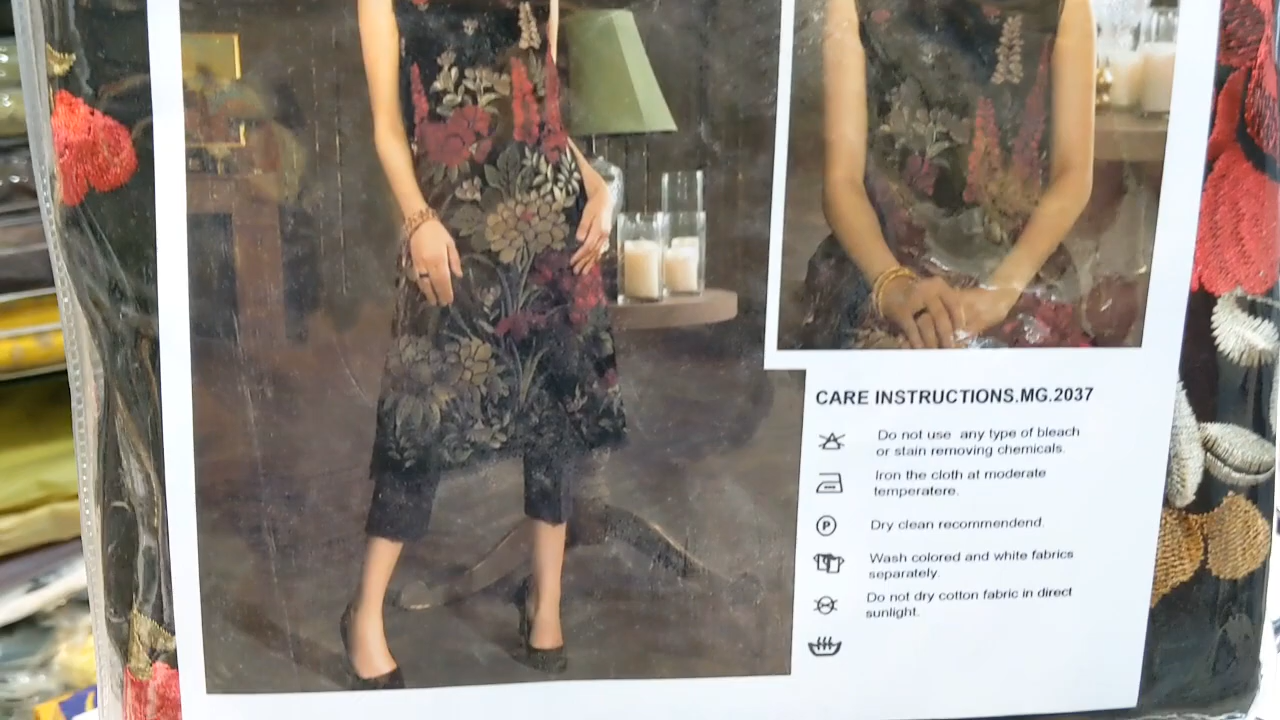 CARE INSTRUCTIONS.MG.2037
Do not use any type of bleach
or stain removing chemicals.
Iron the cloth at moderate
temperatere.
P
Dry clean recommendend.
Wash colored and white fabrics
separately.
Do not dry cotton fabric in direct
sunlight.